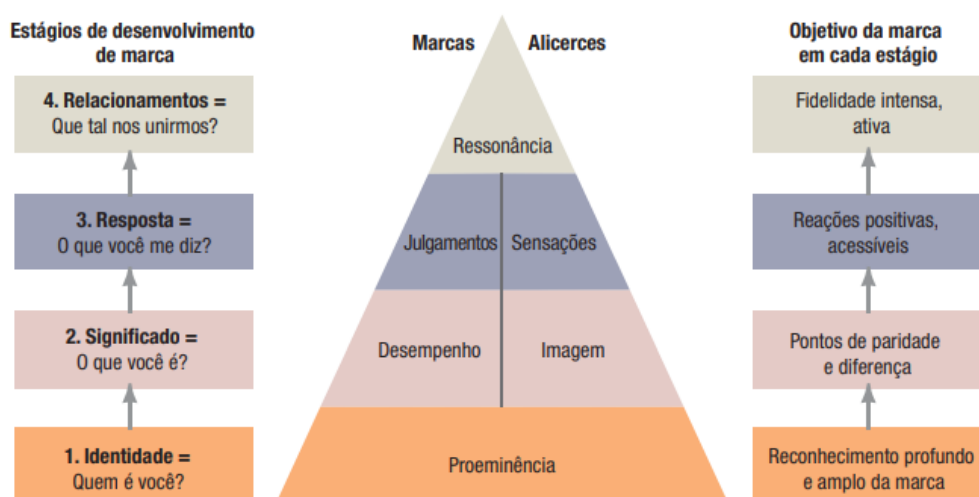 Estágios de desenvolvimento
de marca
4. Relacionamentos =
Que tal nos unirmos?
3. Resposta =
O que você me diz?
2. Significado =
O que você é?
1. Identidade =
Quem é você?
Marcas
Alicerces
Ressonância
Julgamentos
Sensações
Desempenho
Imagem
Proeminência
Objetivo da marca
em cada estágio
Fidelidade intensa,
ativa
Reações positivas,
acessíveis
Pontos de paridade
e diferença
Reconhecimento profundo
e amplo da marca